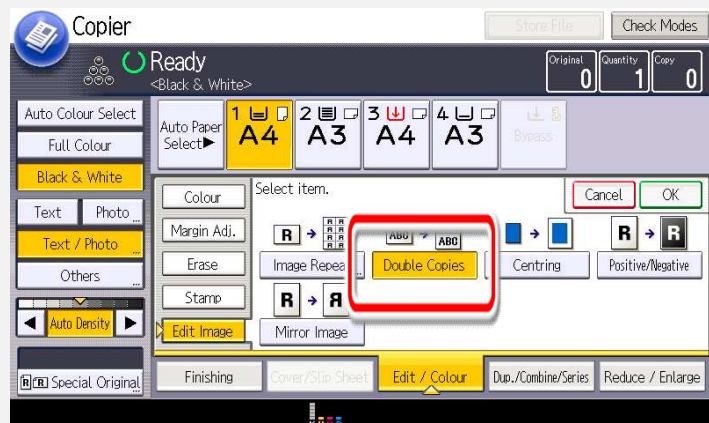 Copier
Store File
Check Modes
Ready
<Black & White>
Original
0
Quantity
1
Copy
0
Auto Colour Select
Full Colour
Black & White
Text
Photo
Text / Photo
Others
Auto Density
Special Original
Auto Paper
Select▶
1
A4
2
A3
3
A4
4
A3
Bypass
Select item.
Cancel
OK
Colour
Margin Adj.
Erase
Stamp
Edit Image
R
R R
R R
R R
Image Repea
ABC
ABC
Double Copies
Centring
R
R
Positive/Negative
R
Mirror Image
Finishing
Cover/Slip Sheet
Edit / Colour
Dup./Combine/Series
Reduce / Enlarge